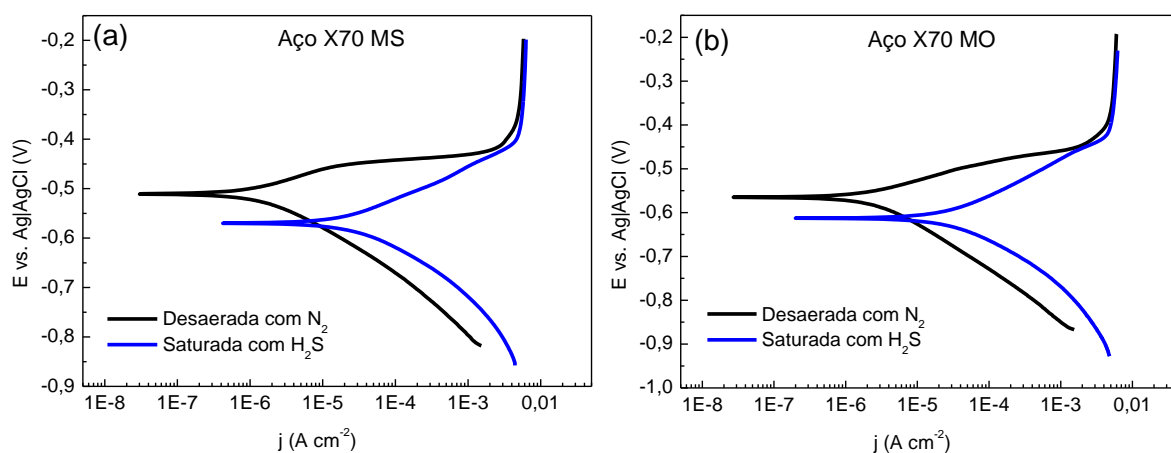 (a)
Aço X70 MS
E vs. Ag|AgCl (V)
-0,2
-0,3
-0,4
-0,5
-0,6
-0,7
-0,8
-0,9
Desaerada com N₂
Saturada com H₂S
1E-8 1E-7 1E-6 1E-5 1E-4 1E-3 0,01
j (A cm⁻²)
(b)
Aço X70 MO
E vs. Ag|AgCl (V)
-0,2
-0,3
-0,4
-0,5
-0,6
-0,7
-0,8
-0,9
-1,0
Desaerada com N₂
Saturada com H₂S
1E-8 1E-7 1E-6 1E-5 1E-4 1E-3 0,01
j (A cm⁻²)